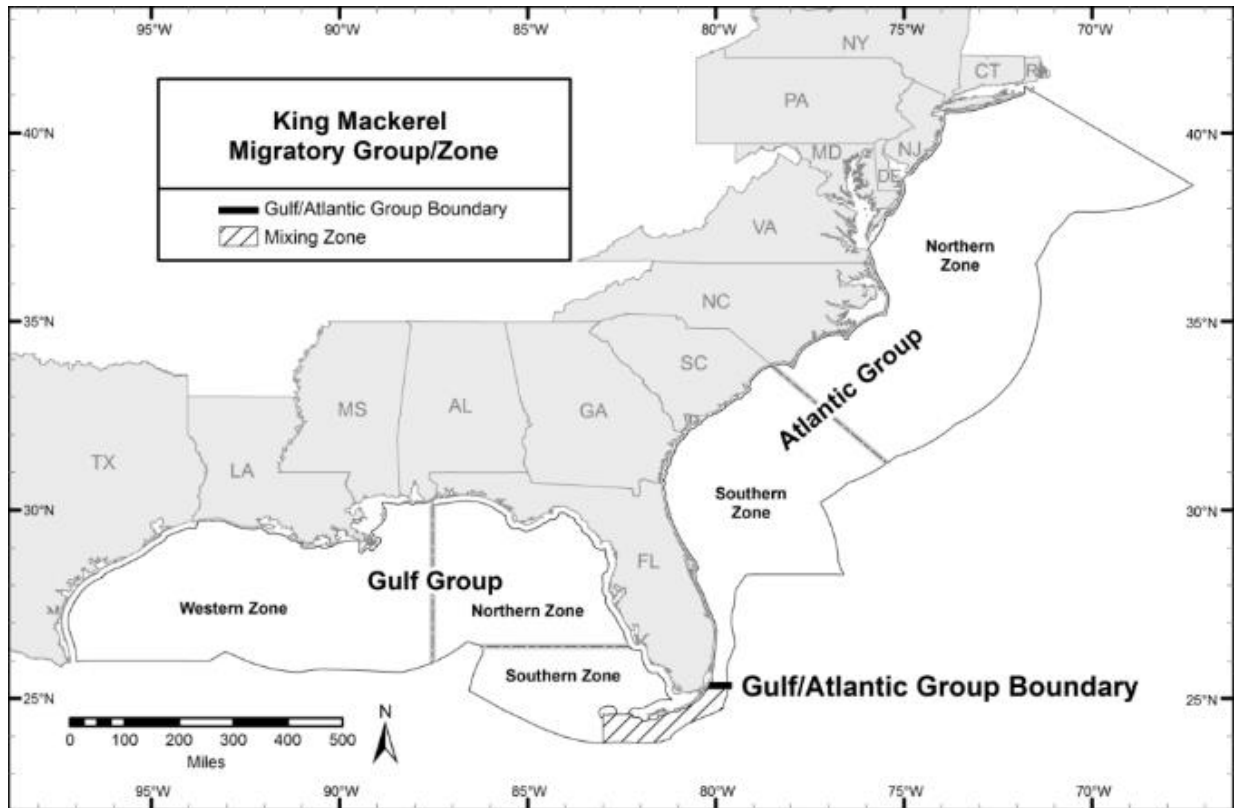 95°W 90°W 85°W 80°W 75°W 70°W
NY
CT
R
PA
40°N
40°N
King Mackerel
Migratory Group/Zone
NJ
MD
DE
Gulf/Atlantic Group Boundary
Mixing Zone
VA
Northern
Zone
NC
35°N
35°N
Atlantic Group
SC
MS
AL
GA
TX
LA
Southern
Zone
30°N
30°N
FL
Gulf Group
Western Zone
Northern Zone
Southern Zone
Gulf/Atlantic Group Boundary
25°N
25°N
N
0 100 200 300 400 500
Miles
95°W 90°W 85°W 80°W 75°W 70°W